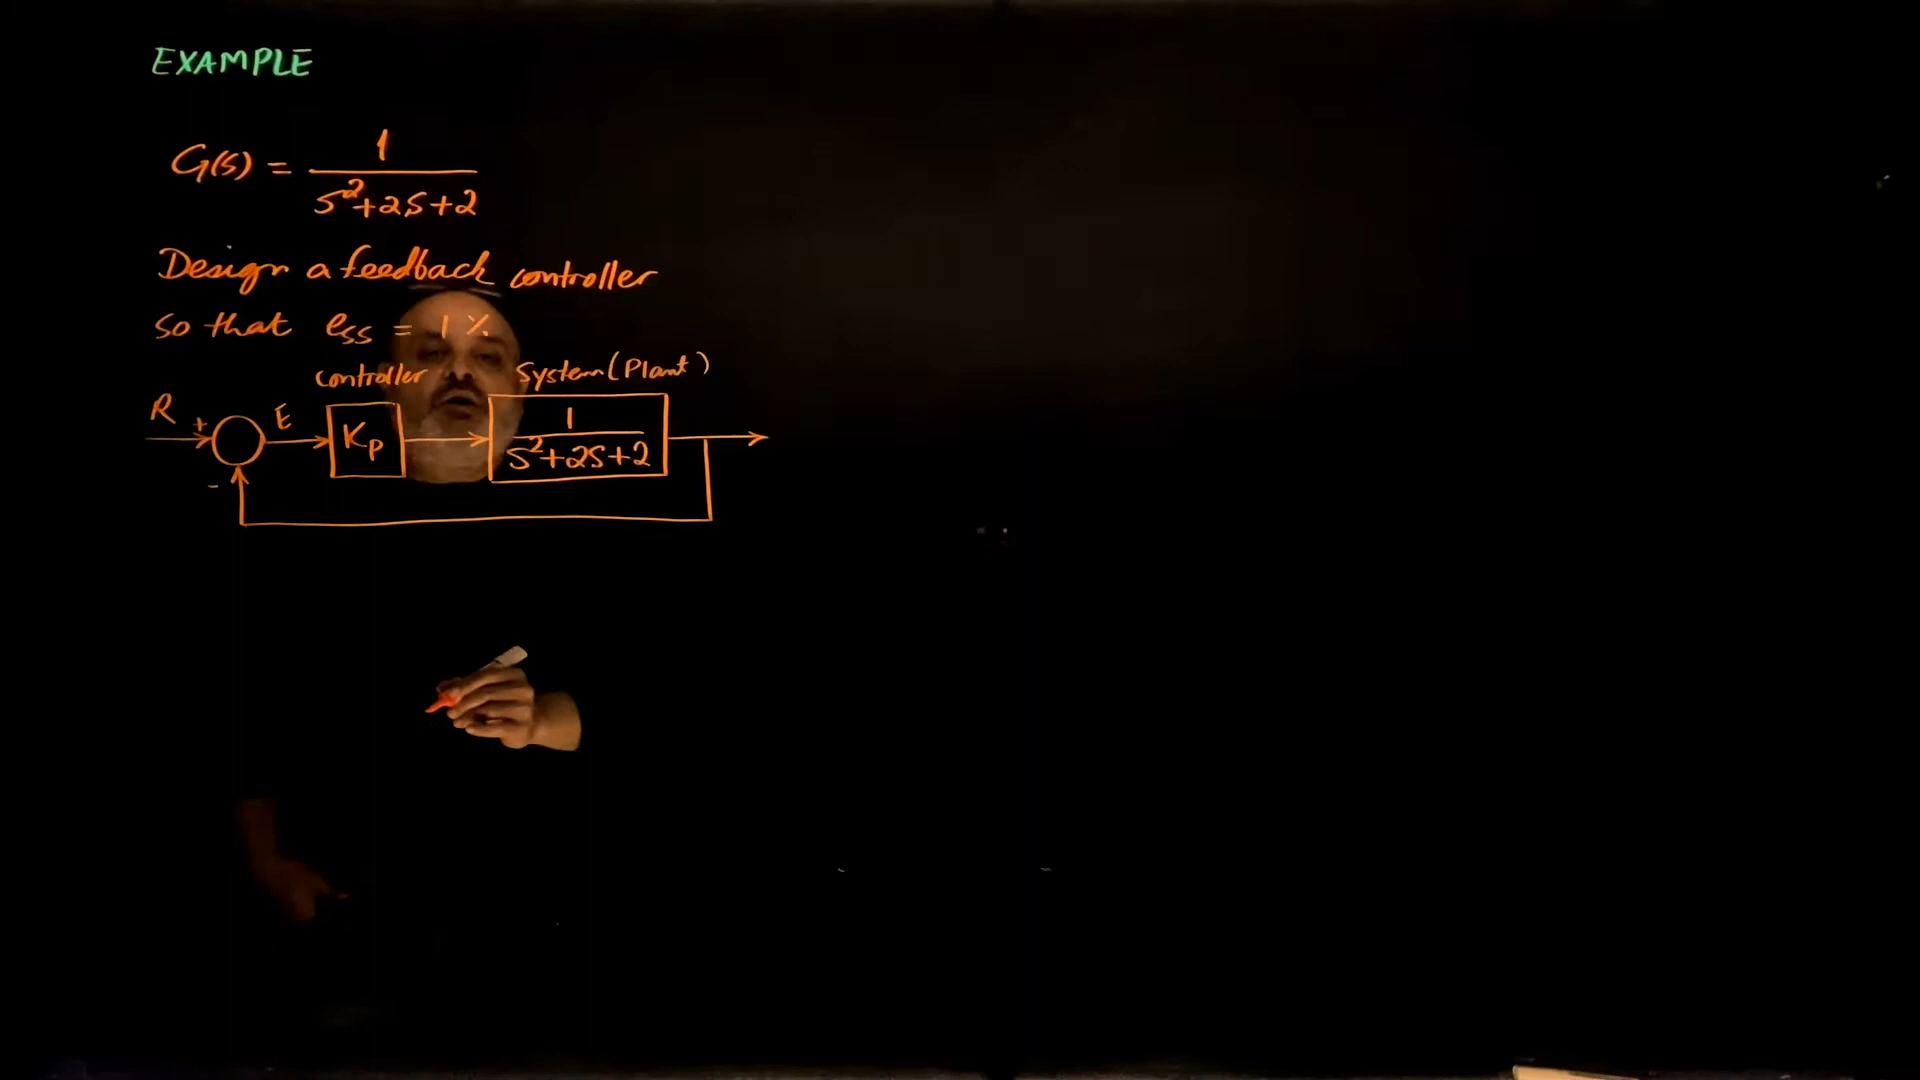 EXAMPLE
G(s) = 1 / (s²+2s+2)
Design a feedback controller
so that ess = 1 %
controller System (Plant)
R + E Kp 1 / (s²+2s+2)
-